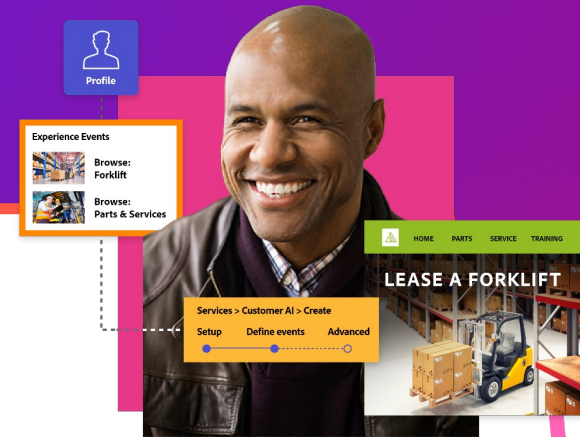 Profile
Experience Events
Browse:
Forklift
Browse:
Parts & Services
HOME PARTS SERVICE TRAINING
LEASE A FORKLIFT
Services > Customer AI > Create
Setup Define events Advanced